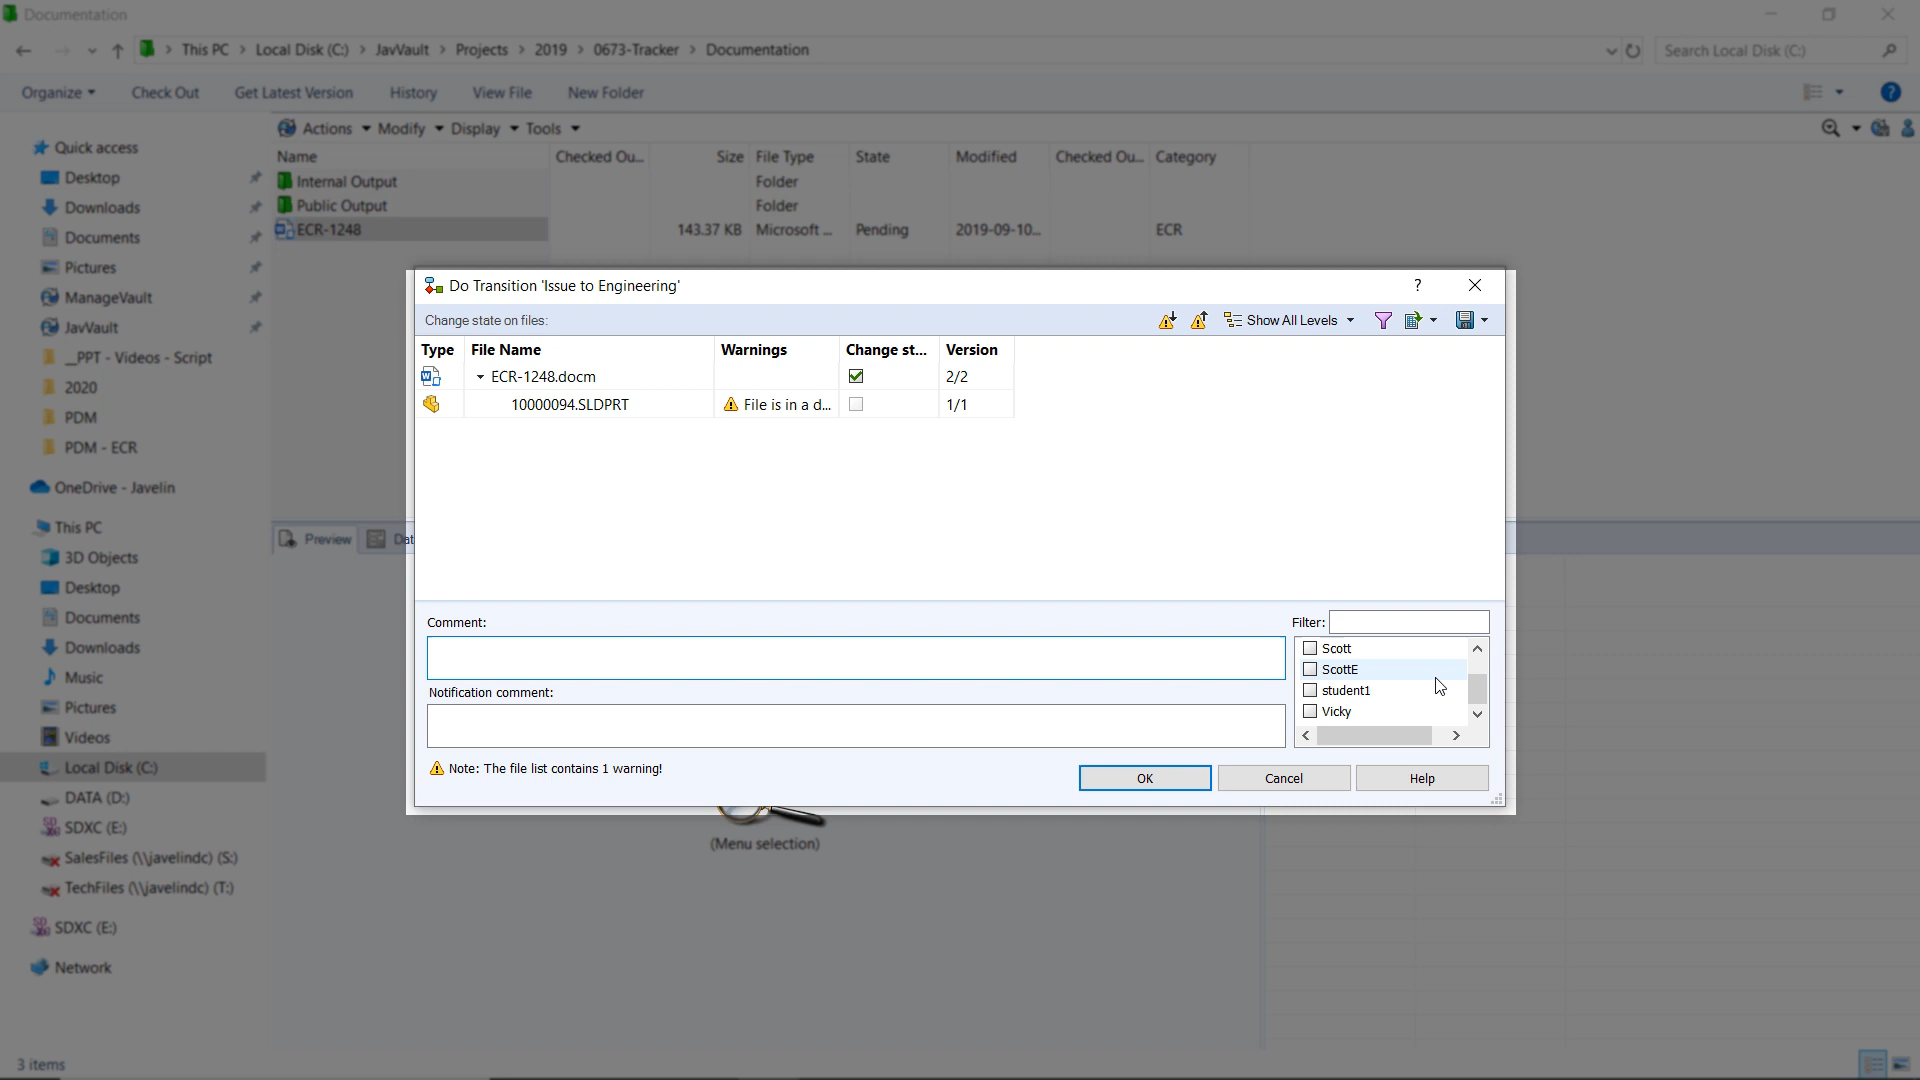 Documentation
This PC > Local Disk (C:) > JavVault > Projects > 2019 > 0673-Tracker > Documentation
Search Local Disk (C:)
Organize Check Out Get Latest Version History View File New Folder
Actions Modify Display Tools
Quick access
Desktop
Downloads
Documents
Pictures
ManageVault
JavVault
__PPT - Videos - Script
2020
PDM
PDM - ECR
OneDrive - Javelin
This PC
3D Objects
Desktop
Documents
Downloads
Music
Pictures
Videos
Local Disk (C:)
DATA (D:)
SDXC (E:)
SalesFiles (\\javelindc) (S:)
TechFiles (\\javelindc) (T:)
SDXC (E:)
Network
3 items
Name Checked Ou... Size File Type State Modified Checked Ou... Category
Internal Output Folder
Public Output Folder
ECR-1248 143.37 KB Microsoft ... Pending 2019-09-10... ECR
Preview
Dat
(Menu selection)
Do Transition 'Issue to Engineering' ?
Change state on files: Show All Levels
Type File Name Warnings Change st... Version
ECR-1248.docm 2/2
10000094.SLDPRT File is in a d... 1/1
Comment:
Notification comment:
Note: The file list contains 1 warning!
Filter:
Scott
ScottE
student1
Vicky
OK Cancel Help